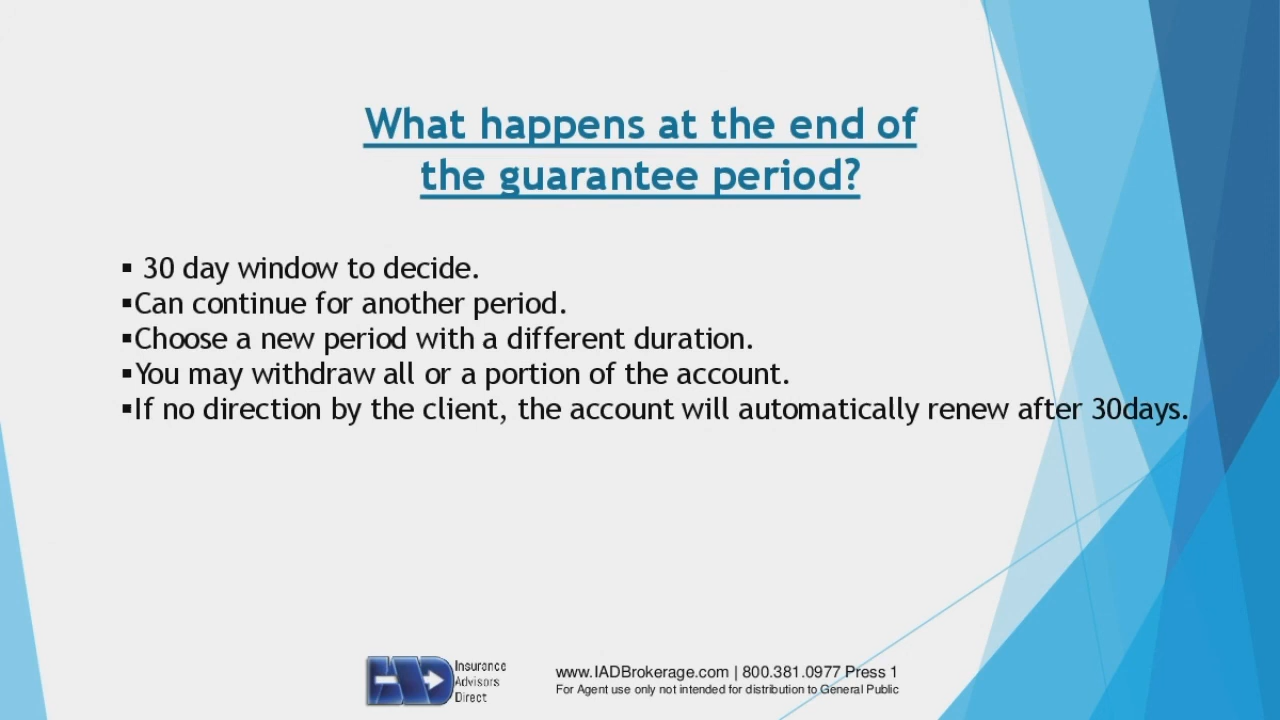 What happens at the end of
the guarantee period?
▪ 30 day window to decide.
▪Can continue for another period.
▪Choose a new period with a different duration.
▪You may withdraw all or a portion of the account.
▪If no direction by the client, the account will automatically renew after 30days.
IAD
Insurance
Advisors
Direct
www.IADBrokerage.com | 800.381.0977 Press 1
For Agent use only not intended for distribution to General Public